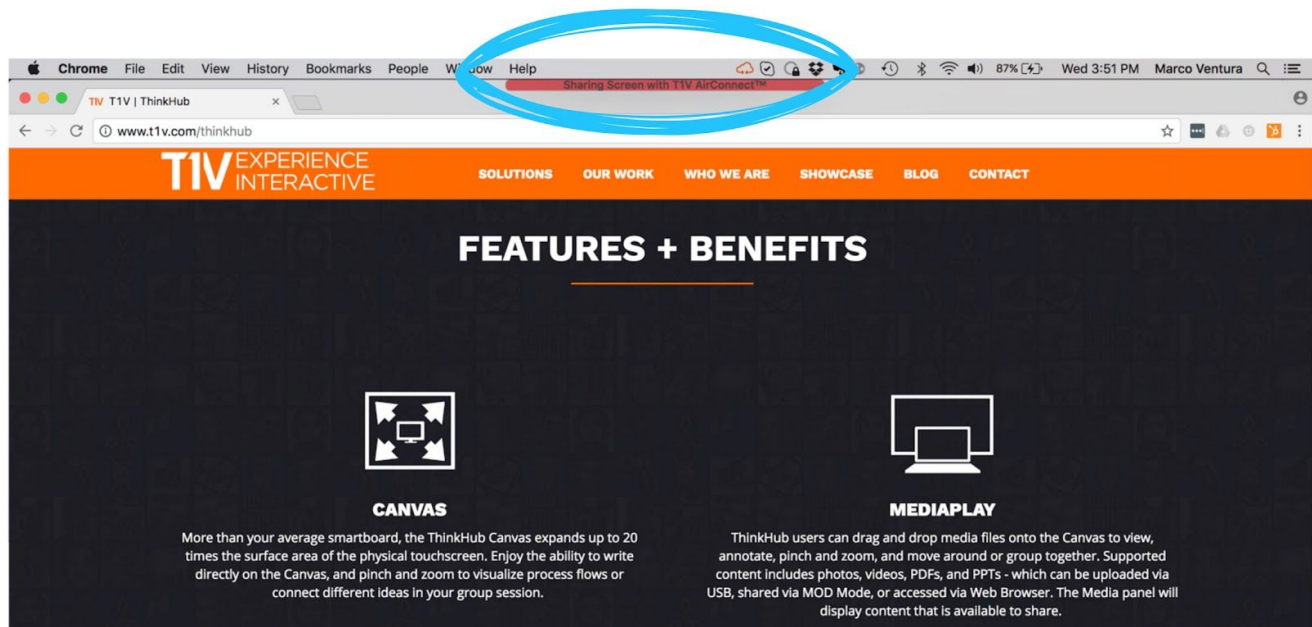 Chrome File Edit View History Bookmarks People Window Help 87% Wed 3:51 PM Marco Ventura
Sharing Screen with T1V AirConnect™
T1V T1V | ThinkHub
www.t1v.com/thinkhub
T1V EXPERIENCE
INTERACTIVE
SOLUTIONS OUR WORK WHO WE ARE SHOWCASE BLOG CONTACT
FEATURES + BENEFITS
CANVAS
More than your average smartboard, the ThinkHub Canvas expands up to 20
times the surface area of the physical touchscreen. Enjoy the ability to write
directly on the Canvas, and pinch and zoom to visualize process flows or
connect different ideas in your group session.
MEDIAPLAY
ThinkHub users can drag and drop media files onto the Canvas to view,
annotate, pinch and zoom, and move around or group together. Supported
content includes photos, videos, PDFs, and PPTs - which can be uploaded via
USB, shared via MOD Mode, or accessed via Web Browser. The Media panel will
display content that is available to share.